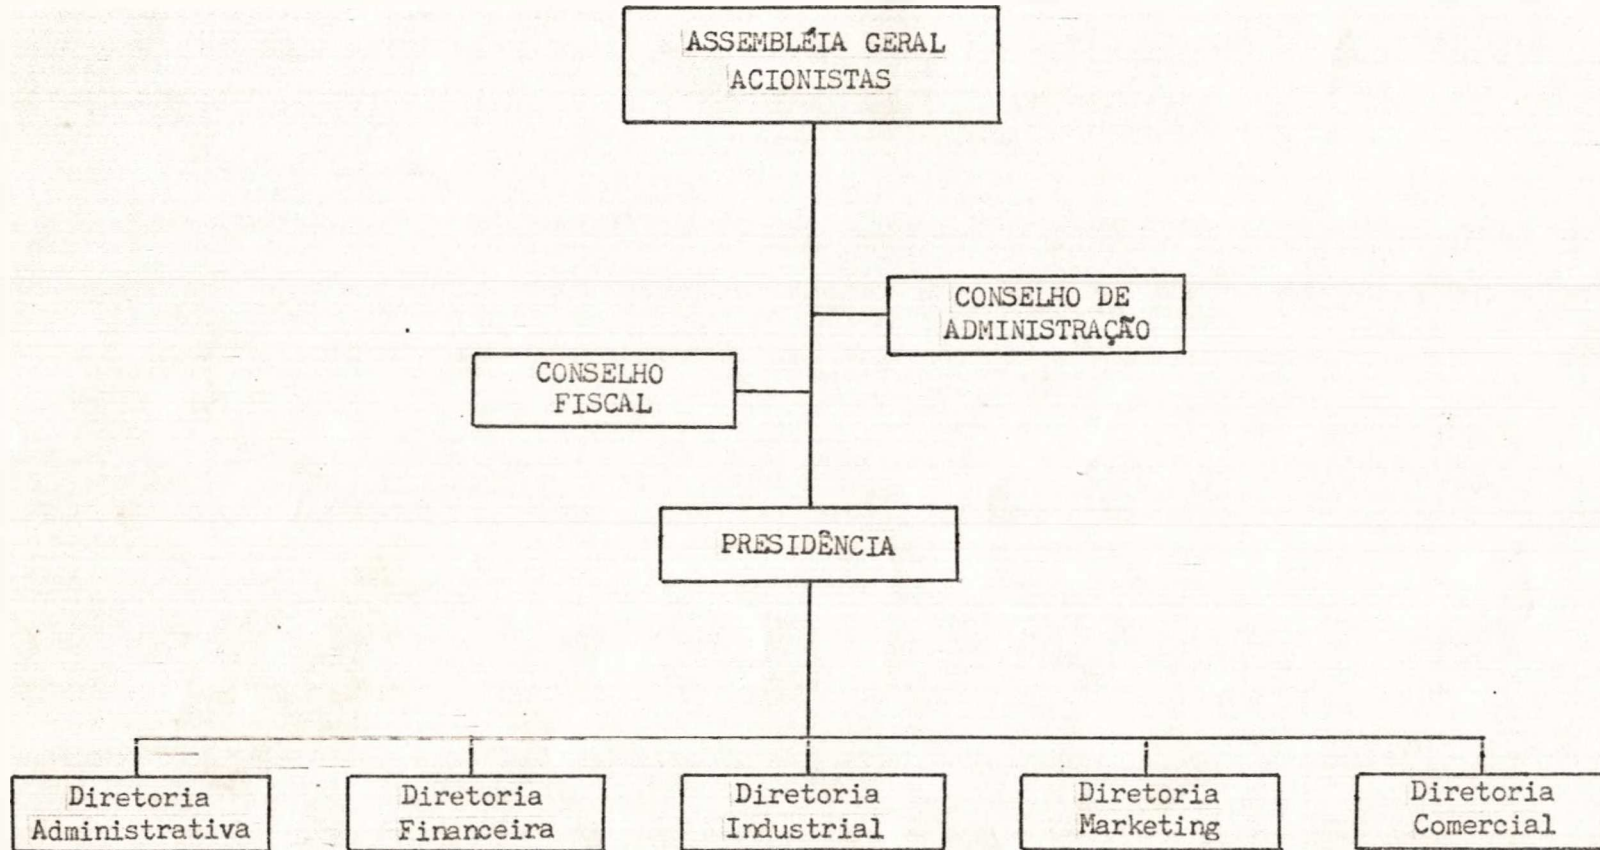 ASSEMBLÉIA GERAL
ACIONISTAS
CONSELHO DE
ADMINISTRAÇÃO
CONSELHO
FISCAL
PRESIDÊNCIA
Diretoria
Administrativa
Diretoria
Financeira
Diretoria
Industrial
Diretoria
Marketing
Diretoria
Comercial